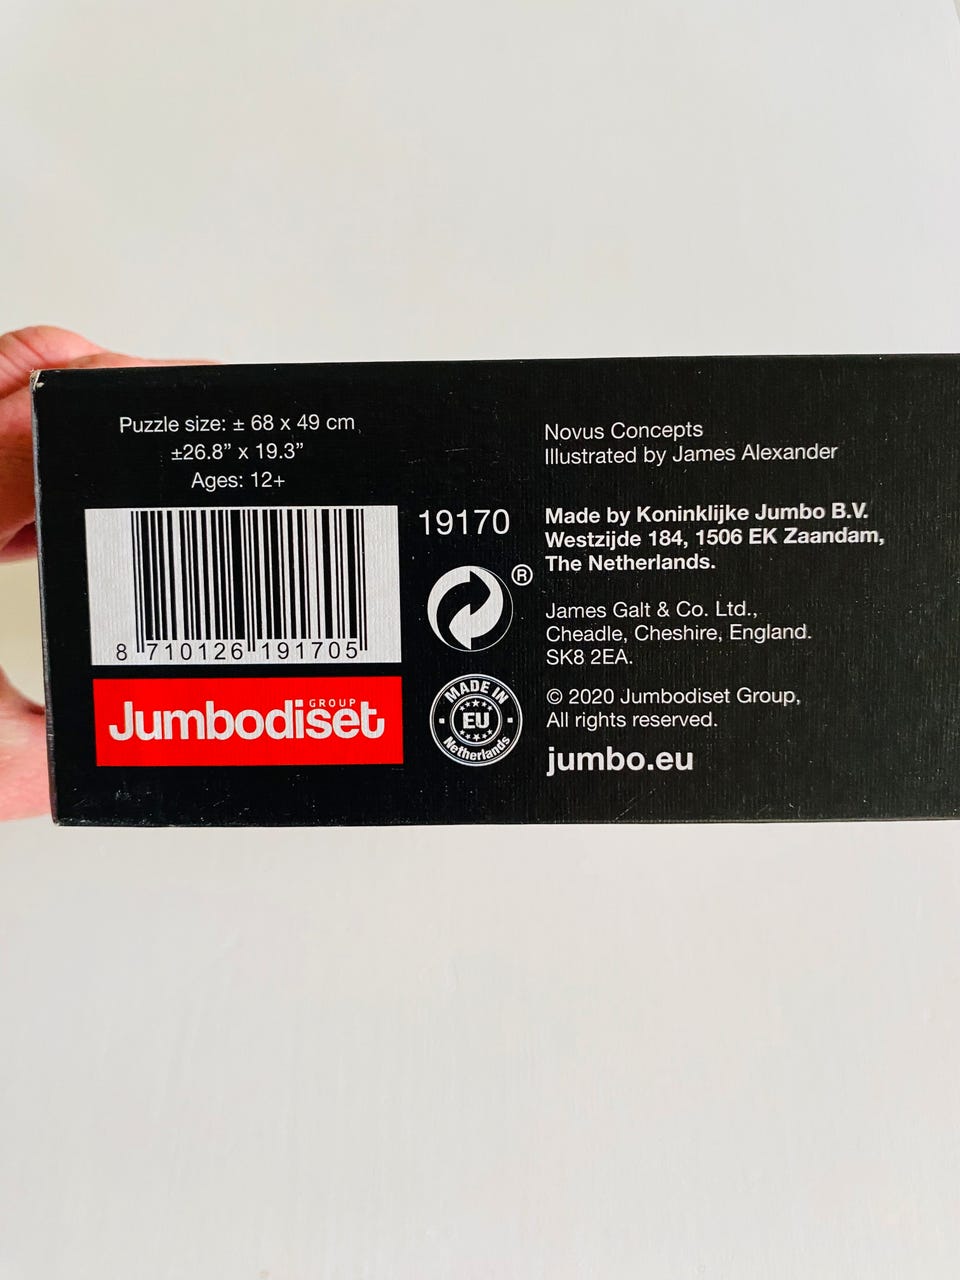 Puzzle size: ± 68 x 49 cm
±26.8” x 19.3”
Ages: 12+
8 710126 191705
GROUP
Jumbodiset
19170
®
MADE IN
EU
Netherlands
Novus Concepts
Illustrated by James Alexander
Made by Koninklijke Jumbo B.V.
Westzijde 184, 1506 EK Zaandam,
The Netherlands.
James Galt & Co. Ltd.,
Cheadle, Cheshire, England.
SK8 2EA.
© 2020 Jumbodiset Group,
All rights reserved.
jumbo.eu